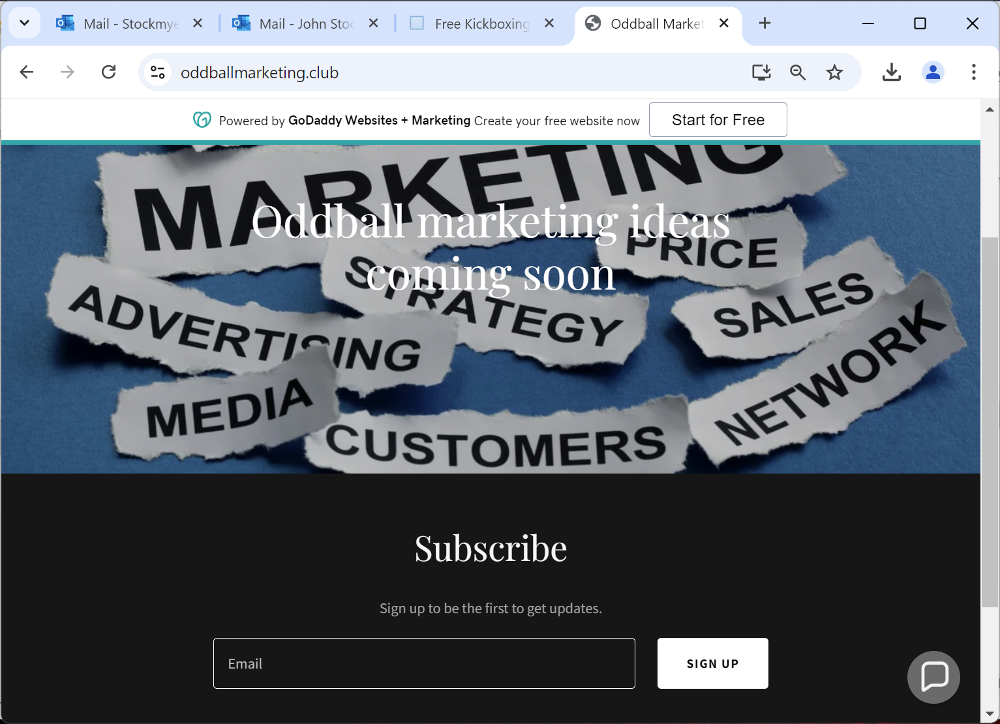 Mail - Stockmye
Mail - John Stoc
Free Kickboxing
Oddball Market
oddballmarketing.club
Powered by GoDaddy Websites + Marketing Create your free website now
Start for Free
MARKETING
Oddball marketing ideas
coming soon
PRICE
STRATEGY
SALES
ADVERTISING
NETWORK
MEDIA
CUSTOMERS
Subscribe
Sign up to be the first to get updates.
Email
SIGN UP